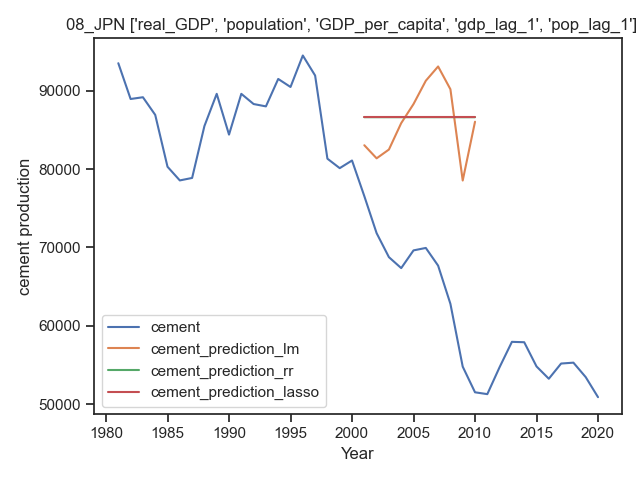 08_JPN ['real_GDP', 'population', 'GDP_per_capita', 'gdp_lag_1', 'pop_lag_1']
90000
80000
70000
60000
50000
cement production
cement
cement_prediction_lm
cement_prediction_rr
cement_prediction_lasso
1980 1985 1990 1995 2000 2005 2010 2015 2020
Year